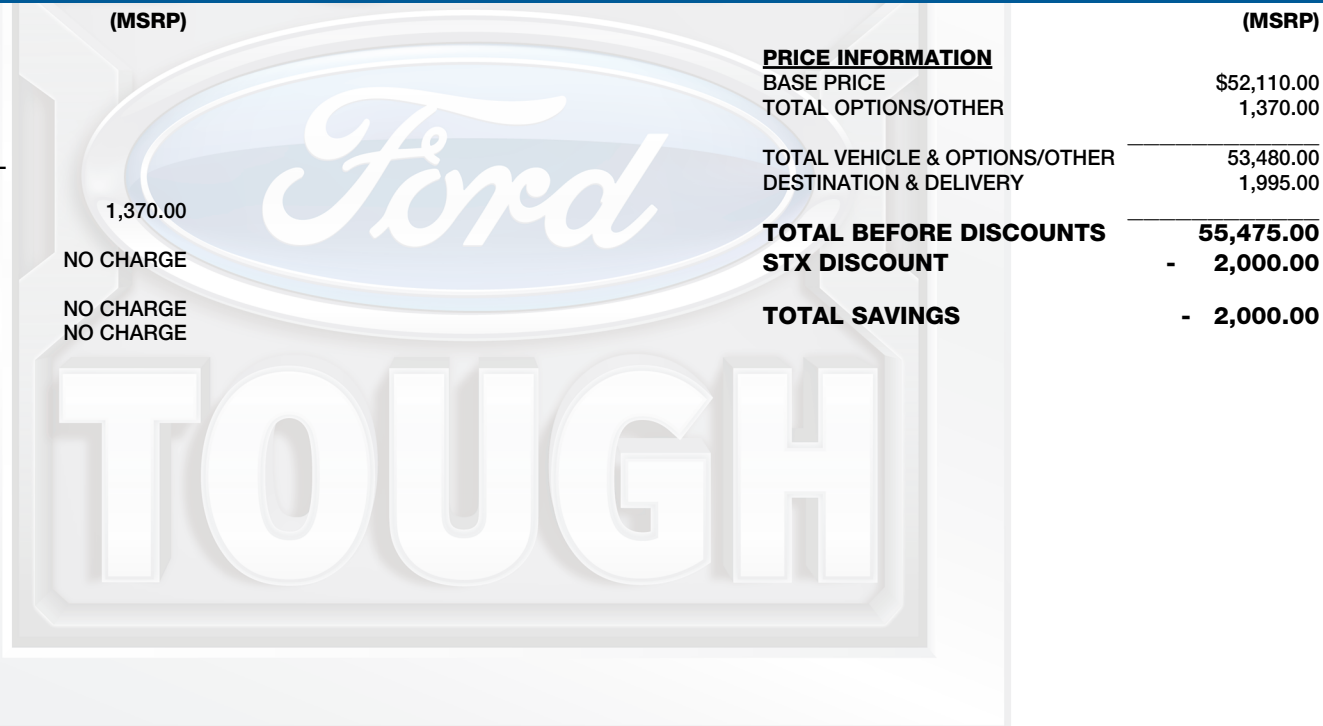 (MSRP)
1,370.00
NO CHARGE
NO CHARGE
NO CHARGE
(MSRP)
PRICE INFORMATION
BASE PRICE $52,110.00
TOTAL OPTIONS/OTHER 1,370.00
TOTAL VEHICLE & OPTIONS/OTHER 53,480.00
DESTINATION & DELIVERY 1,995.00
TOTAL BEFORE DISCOUNTS 55,475.00
STX DISCOUNT - 2,000.00
TOTAL SAVINGS - 2,000.00
Ford
TOUGH